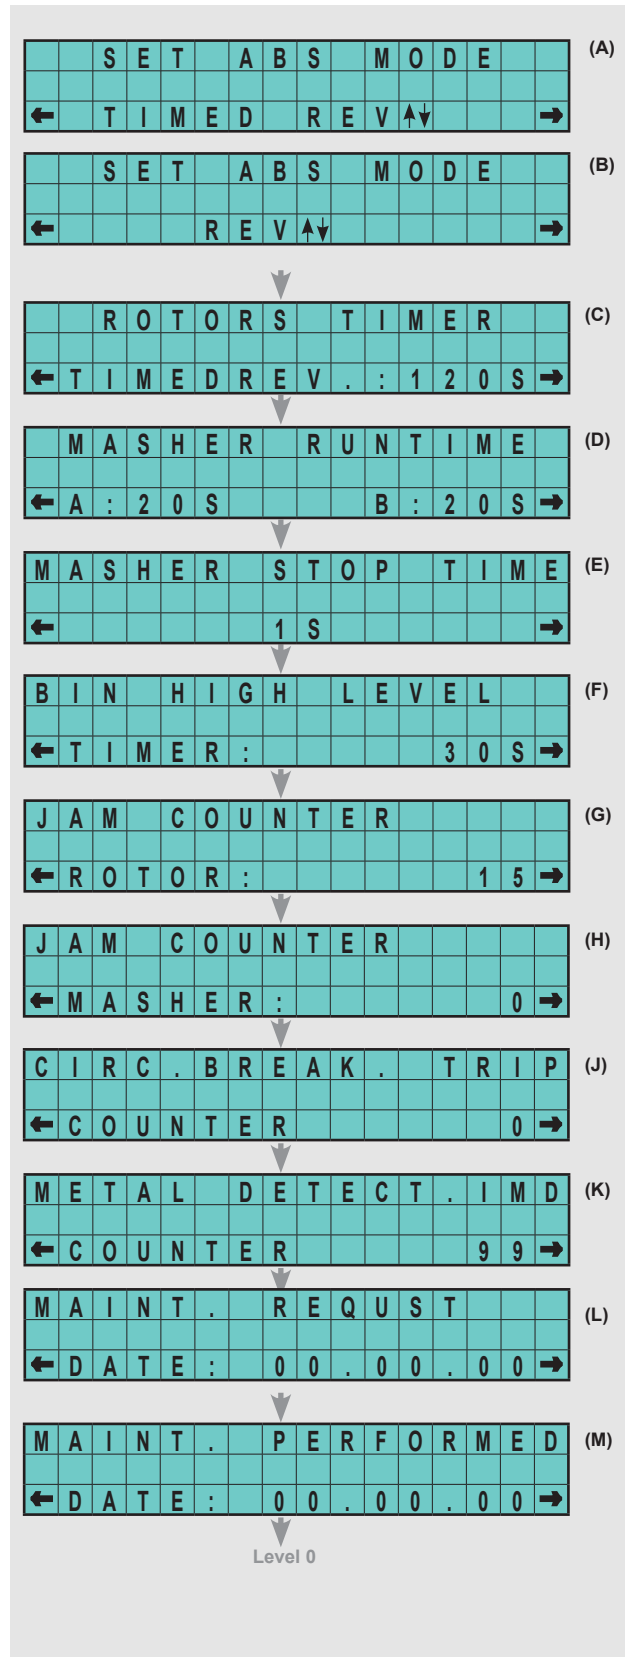 SET ABS MODE (A)
← TIMED REV↑↓ →
SET ABS MODE (B)
← REV↑↓ →
ROTORS TIMER (C)
← TIMEDREV.:120S →
MASHER RUNTIME (D)
← A:20S B:20S →
MASHER STOP TIME (E)
← 1S →
BIN HIGH LEVEL (F)
← TIMER: 30S →
JAM COUNTER (G)
← ROTOR: 15 →
JAM COUNTER (H)
← MASHER: 0 →
CIRC.BREAK. TRIP (J)
← COUNTER 0 →
METAL DETECT.IMD (K)
← COUNTER 99 →
MAINT. REQUST (L)
← DATE: 00.00.00 →
MAINT. PERFORMED (M)
← DATE: 00.00.00 →
Level 0